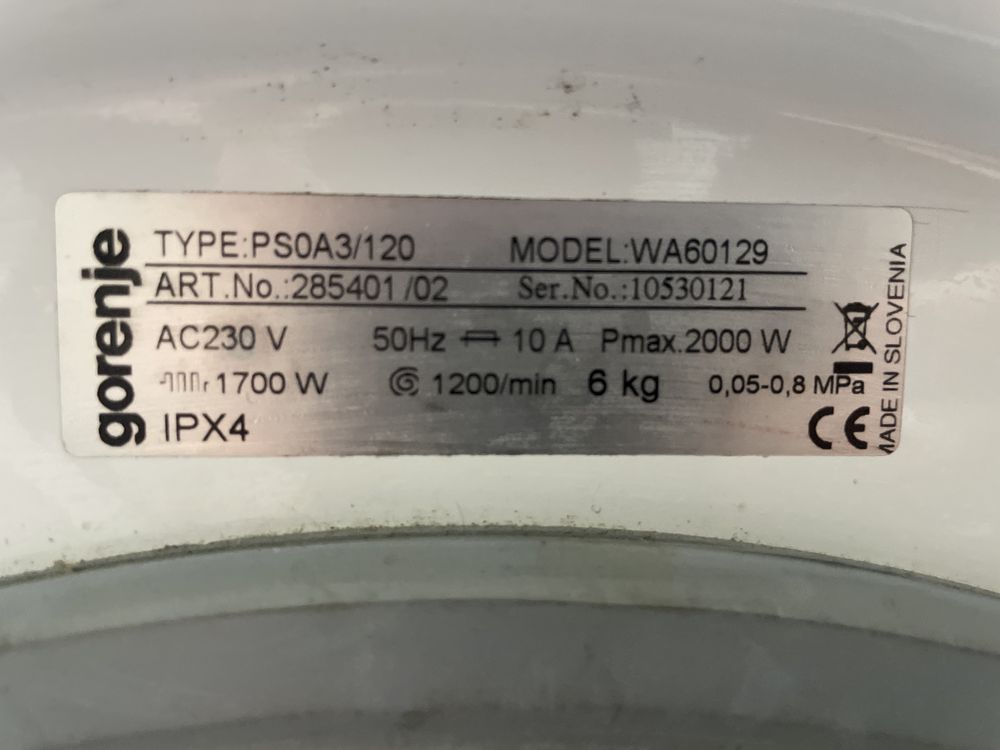 gorenje
TYPE:PS0A3/120 MODEL:WA60129
ART.No.:285401/02 Ser.No.:10530121
AC230 V 50Hz 10 A Pmax.2000 W
1700 W 1200/min 6 kg 0,05-0,8 MPa
IPX4 CE
MADE IN SLOVENIA